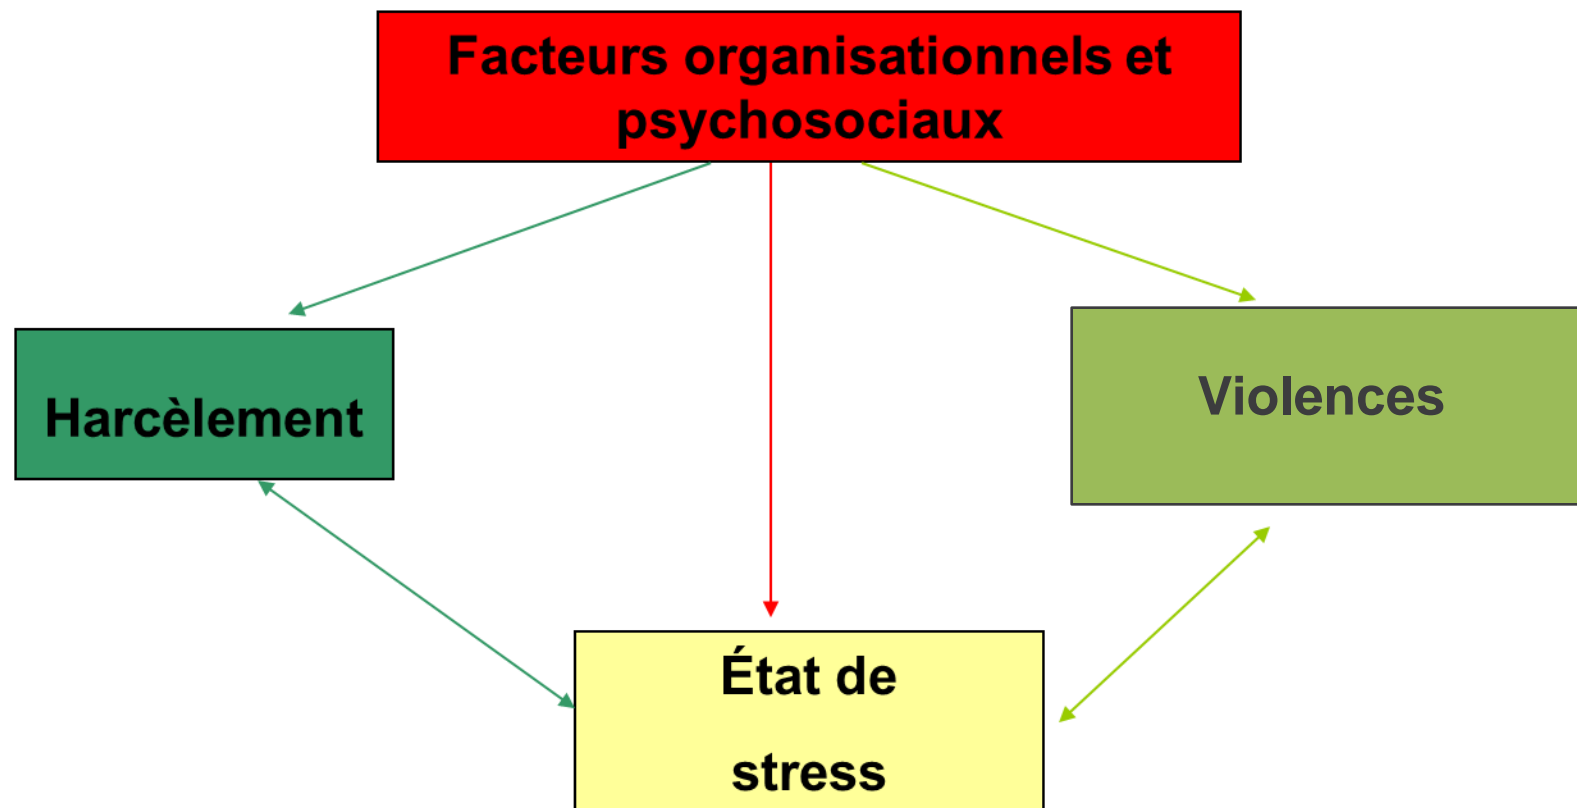 Facteurs organisationnels et
psychosociaux
Harcèlement
Violences
État de
stress